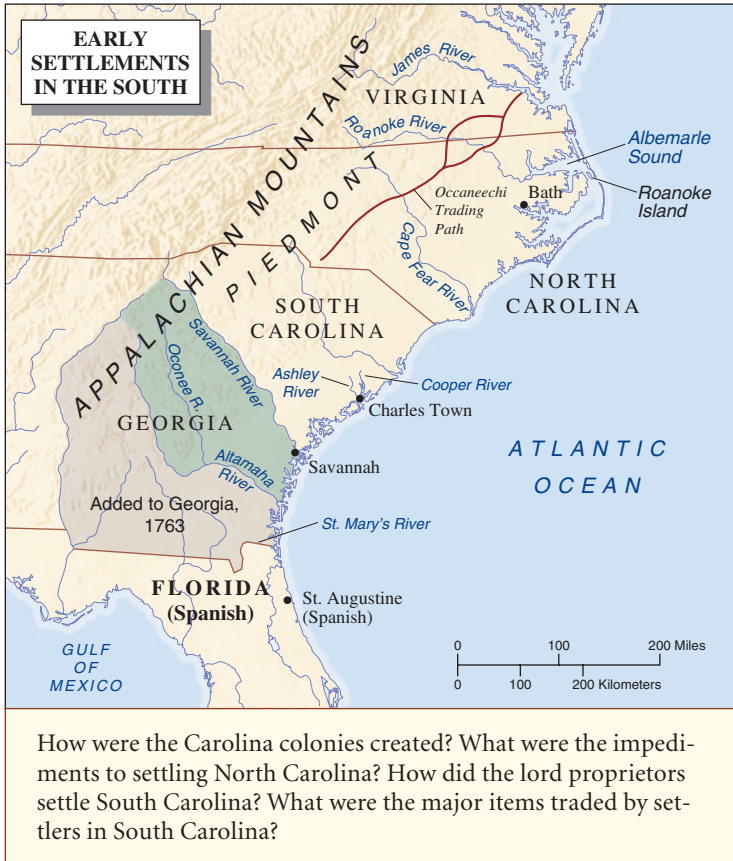 EARLY
SETTLEMENTS
IN THE SOUTH
APPALACHIAN MOUNTAINS
PIEDMONT
James River
VIRGINIA
Roanoke River
Albemarle
Sound
Roanoke
Island
Bath
Occaneechi
Trading
Path
Cape Fear River
NORTH
CAROLINA
SOUTH
CAROLINA
Savannah River
Oconee R.
Ashley
River
Cooper River
Charles Town
GEORGIA
Altamaha
River
Savannah
ATLANTIC
OCEAN
Added to Georgia,
1763
St. Mary's River
FLORIDA
(Spanish)
St. Augustine
(Spanish)
GULF
OF
MEXICO
0 100 200 Miles
0 100 200 Kilometers
How were the Carolina colonies created? What were the impedi-
ments to settling North Carolina? How did the lord proprietors
settle South Carolina? What were the major items traded by set-
tlers in South Carolina?